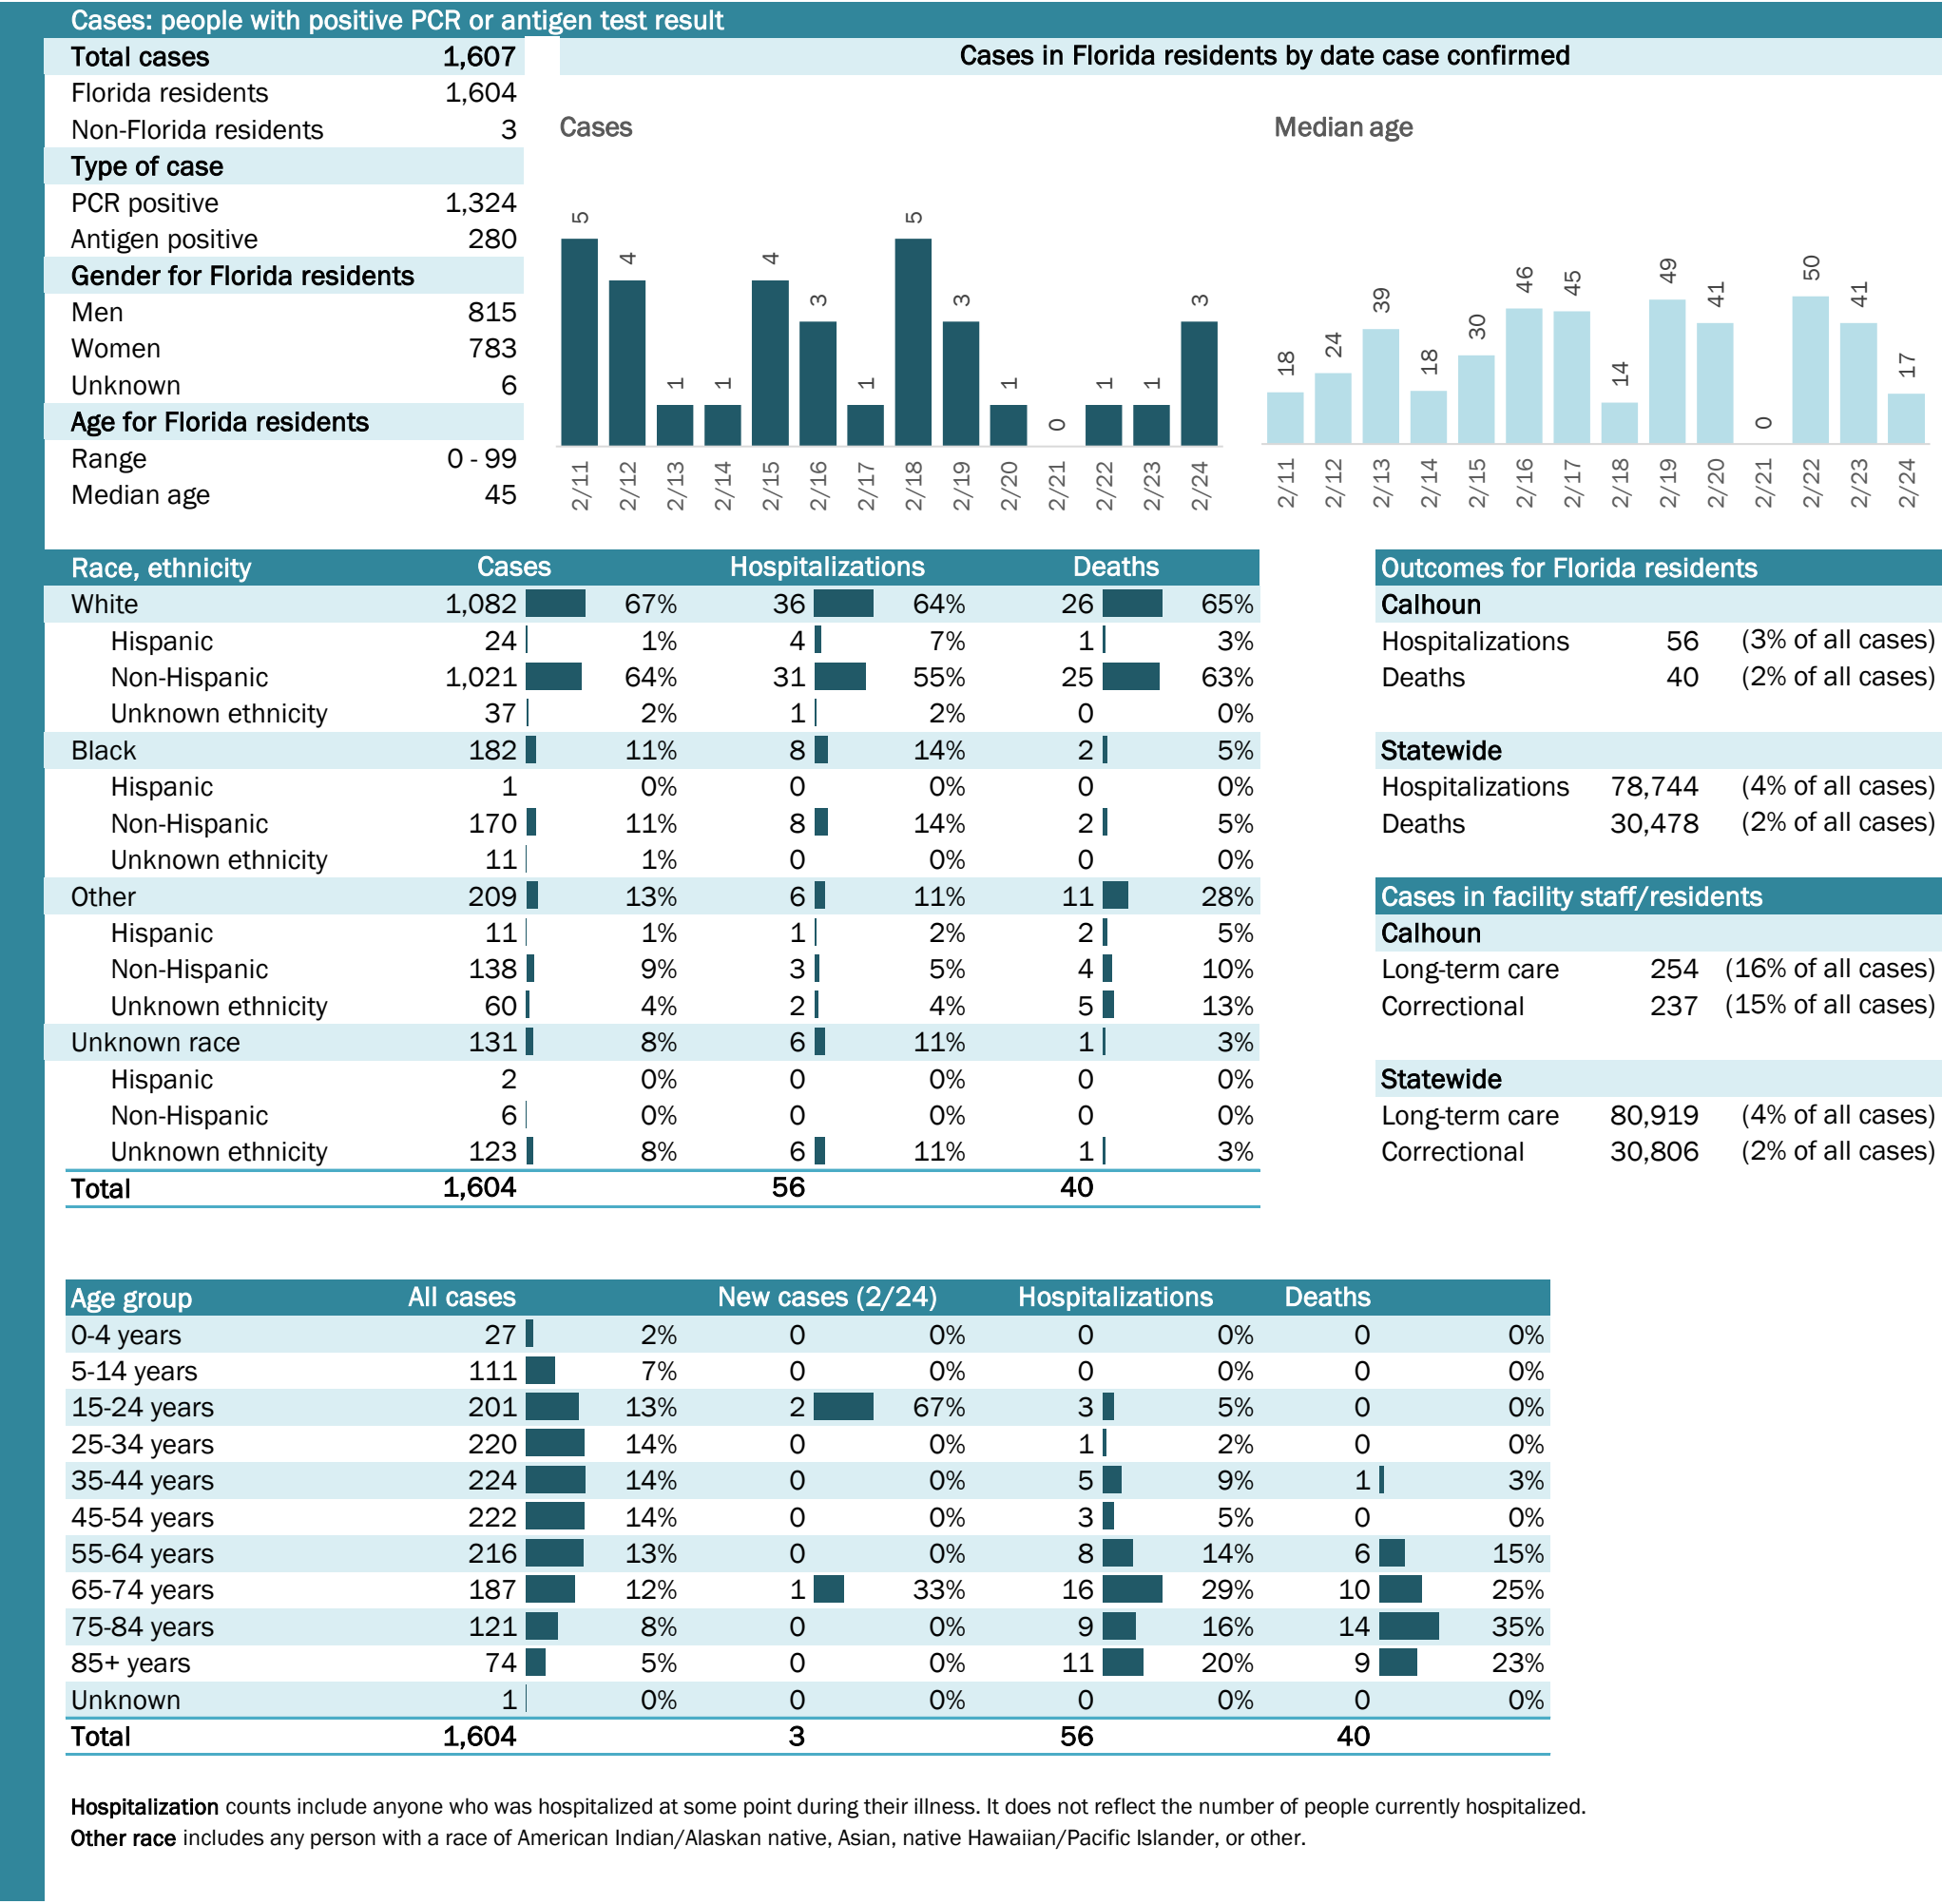 Cases: people with positive PCR or antigen test result
Total cases 1,607
Florida residents 1,604
Non-Florida residents 3
Type of case
PCR positive 1,324
Antigen positive 280
Gender for Florida residents
Men 815
Women 783
Unknown 6
Age for Florida residents
Range 0 - 99
Median age 45
Cases in Florida residents by date case confirmed
Cases
5 4 1 1 4 3 1 5 3 1 0 1 1 3
2/11 2/12 2/13 2/14 2/15 2/16 2/17 2/18 2/19 2/20 2/21 2/22 2/23 2/24
Median age
18 24 39 18 30 46 45 14 49 41 0 50 41 17
2/11 2/12 2/13 2/14 2/15 2/16 2/17 2/18 2/19 2/20 2/21 2/22 2/23 2/24
Race, ethnicity Cases Hospitalizations Deaths
White 1,082 67% 36 64% 26 65%
Hispanic 24 1% 4 7% 1 3%
Non-Hispanic 1,021 64% 31 55% 25 63%
Unknown ethnicity 37 2% 1 2% 0 0%
Black 182 11% 8 14% 2 5%
Hispanic 1 0% 0 0% 0 0%
Non-Hispanic 170 11% 8 14% 2 5%
Unknown ethnicity 11 1% 0 0% 0 0%
Other 209 13% 6 11% 11 28%
Hispanic 11 1% 1 2% 2 5%
Non-Hispanic 138 9% 3 5% 4 10%
Unknown ethnicity 60 4% 2 4% 5 13%
Unknown race 131 8% 6 11% 1 3%
Hispanic 2 0% 0 0% 0 0%
Non-Hispanic 6 0% 0 0% 0 0%
Unknown ethnicity 123 8% 6 11% 1 3%
Total 1,604 56 40
Outcomes for Florida residents
Calhoun
Hospitalizations 56 (3% of all cases)
Deaths 40 (2% of all cases)
Statewide
Hospitalizations 78,744 (4% of all cases)
Deaths 30,478 (2% of all cases)
Cases in facility staff/residents
Calhoun
Long-term care 254 (16% of all cases)
Correctional 237 (15% of all cases)
Statewide
Long-term care 80,919 (4% of all cases)
Correctional 30,806 (2% of all cases)
Age group All cases New cases (2/24) Hospitalizations Deaths
0-4 years 27 2% 0 0% 0 0% 0 0%
5-14 years 111 7% 0 0% 0 0% 0 0%
15-24 years 201 13% 2 67% 3 5% 0 0%
25-34 years 220 14% 0 0% 1 2% 0 0%
35-44 years 224 14% 0 0% 5 9% 1 3%
45-54 years 222 14% 0 0% 3 5% 0 0%
55-64 years 216 13% 0 0% 8 14% 6 15%
65-74 years 187 12% 1 33% 16 29% 10 25%
75-84 years 121 8% 0 0% 9 16% 14 35%
85+ years 74 5% 0 0% 11 20% 9 23%
Unknown 1 0% 0 0% 0 0% 0 0%
Total 1,604 3 56 40
Hospitalization counts include anyone who was hospitalized at some point during their illness. It does not reflect the number of people currently hospitalized.
Other race includes any person with a race of American Indian/Alaskan native, Asian, native Hawaiian/Pacific Islander, or other.